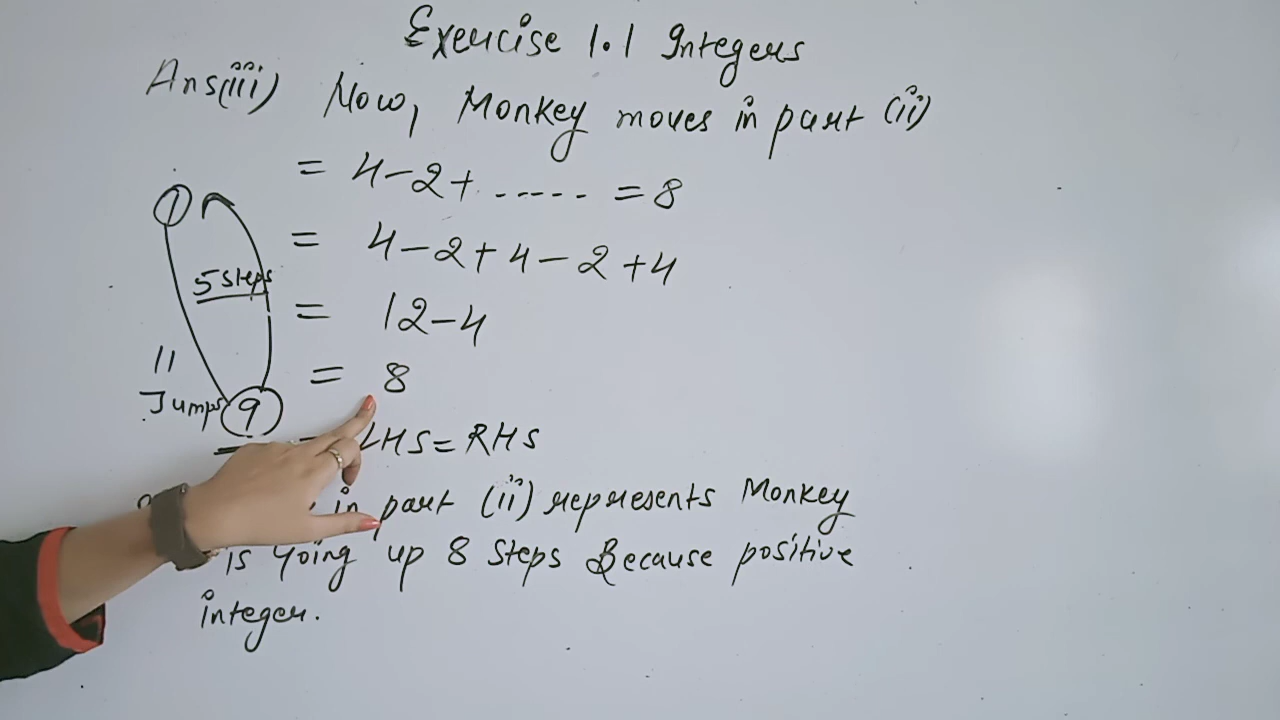 Exercise 1.1 Integers
Ans(iii) Now, Monkey moves in part (ii)
= 4-2+ ----- = 8
= 4-2+4-2+4
= 12-4
= 8
1
5 steps
11
Jumps 9
LHS = RHS
in part (ii) represents Monkey
is going up 8 steps Because positive
integer.